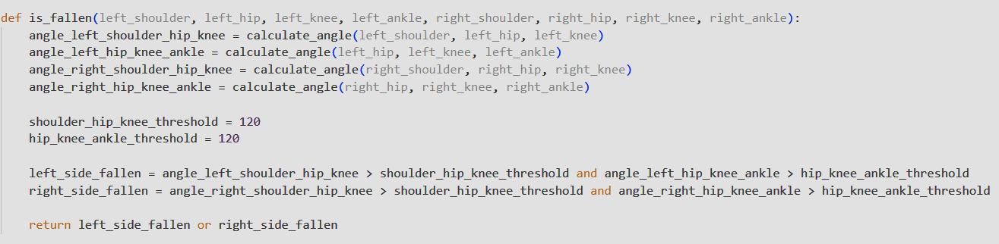 def is_fallen(left_shoulder, left_hip, left_knee, left_ankle, right_shoulder, right_hip, right_knee, right_ankle):
    angle_left_shoulder_hip_knee = calculate_angle(left_shoulder, left_hip, left_knee)
    angle_left_hip_knee_ankle = calculate_angle(left_hip, left_knee, left_ankle)
    angle_right_shoulder_hip_knee = calculate_angle(right_shoulder, right_hip, right_knee)
    angle_right_hip_knee_ankle = calculate_angle(right_hip, right_knee, right_ankle)

    shoulder_hip_knee_threshold = 120
    hip_knee_ankle_threshold = 120

    left_side_fallen = angle_left_shoulder_hip_knee > shoulder_hip_knee_threshold and angle_left_hip_knee_ankle > hip_knee_ankle_threshold
    right_side_fallen = angle_right_shoulder_hip_knee > shoulder_hip_knee_threshold and angle_right_hip_knee_ankle > hip_knee_ankle_threshold

    return left_side_fallen or right_side_fallen